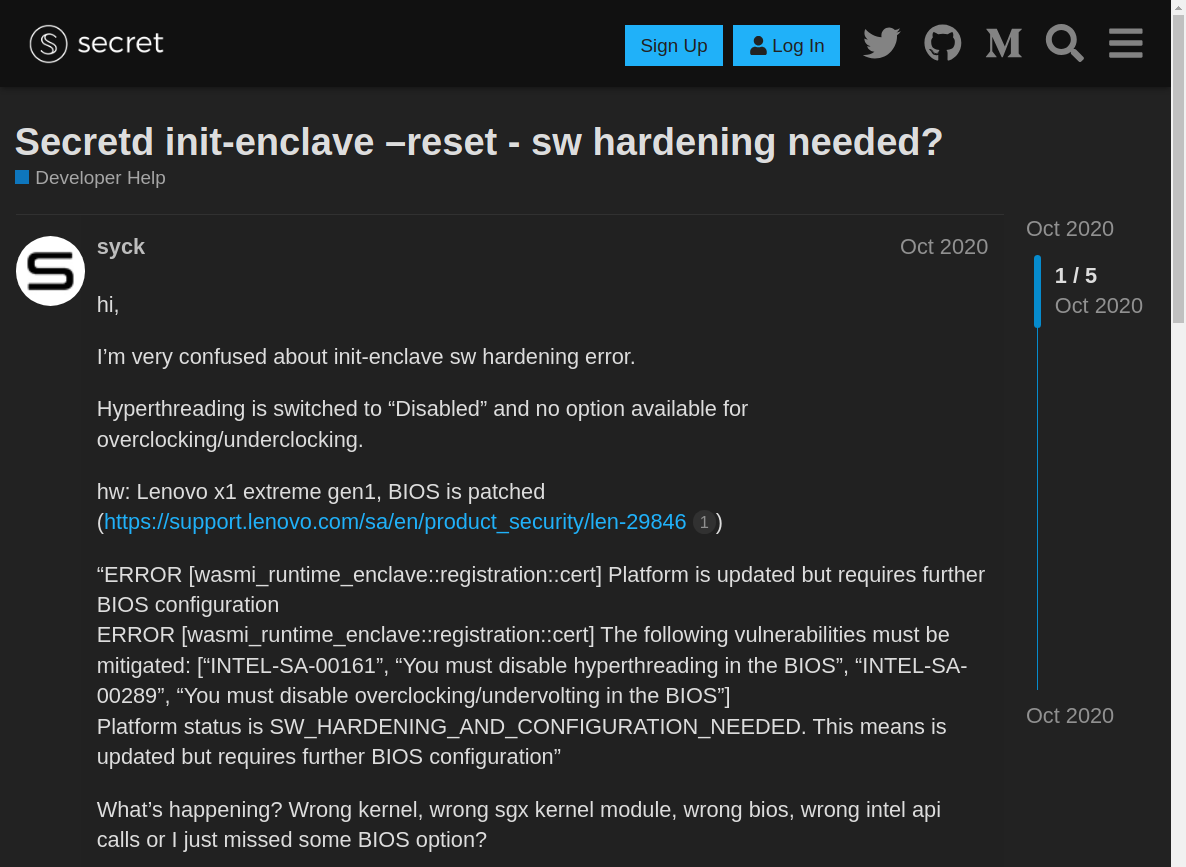 secret
Sign Up
Log In
Secretd init-enclave –reset - sw hardening needed?
Developer Help
syck
Oct 2020
hi,
I’m very confused about init-enclave sw hardening error.
Hyperthreading is switched to “Disabled” and no option available for
overclocking/underclocking.
hw: Lenovo x1 extreme gen1, BIOS is patched
(https://support.lenovo.com/sa/en/product_security/len-29846 1)
“ERROR [wasmi_runtime_enclave::registration::cert] Platform is updated but requires further
BIOS configuration
ERROR [wasmi_runtime_enclave::registration::cert] The following vulnerabilities must be
mitigated: [“INTEL-SA-00161”, “You must disable hyperthreading in the BIOS”, “INTEL-SA-
00289”, “You must disable overclocking/undervolting in the BIOS”]
Platform status is SW_HARDENING_AND_CONFIGURATION_NEEDED. This means is
updated but requires further BIOS configuration”
What’s happening? Wrong kernel, wrong sgx kernel module, wrong bios, wrong intel api
calls or I just missed some BIOS option?
Oct 2020
1 / 5
Oct 2020
Oct 2020